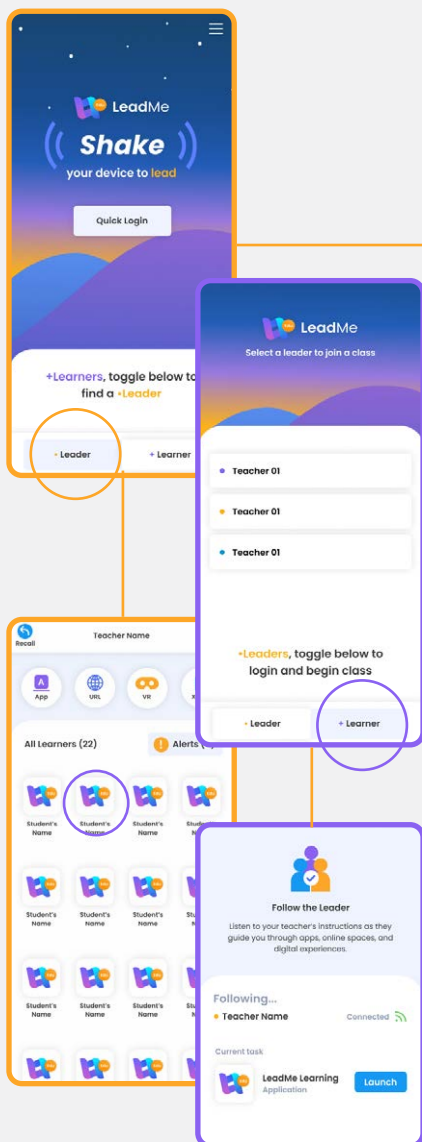 LeadMe
Shake
your device to lead
Quick Login
+Learners, toggle below to
find a •Leader
• Leader
+ Learner
LeadMe
Select a leader to join a class
Teacher 01
Teacher 01
Teacher 01
•Leaders, toggle below to
login and begin class
• Leader
+ Learner
Recall
Teacher Name
App
URL
VR
All Learners (22)
Alerts
Student's
Name
Student's
Name
Student's
Name
Student's
Name
Student's
Name
Student's
Name
Student's
Name
Student's
Name
Student's
Name
Follow the Leader
Listen to your teacher's instructions as they
guide you through apps, online spaces, and
digital experiences.
Following...
Teacher Name
Connected
Current task
LeadMe Learning
Application
Launch